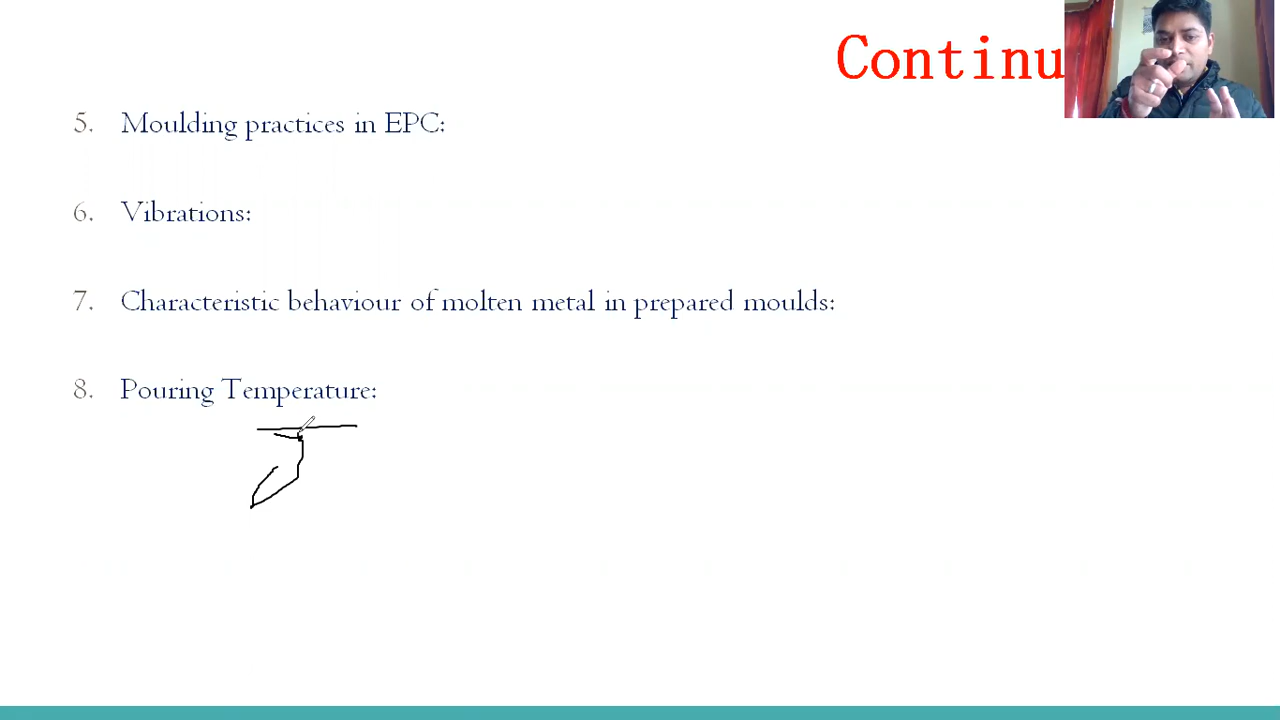 Continu
5. Moulding practices in EPC:
6. Vibrations:
7. Characteristic behaviour of molten metal in prepared moulds:
8. Pouring Temperature: